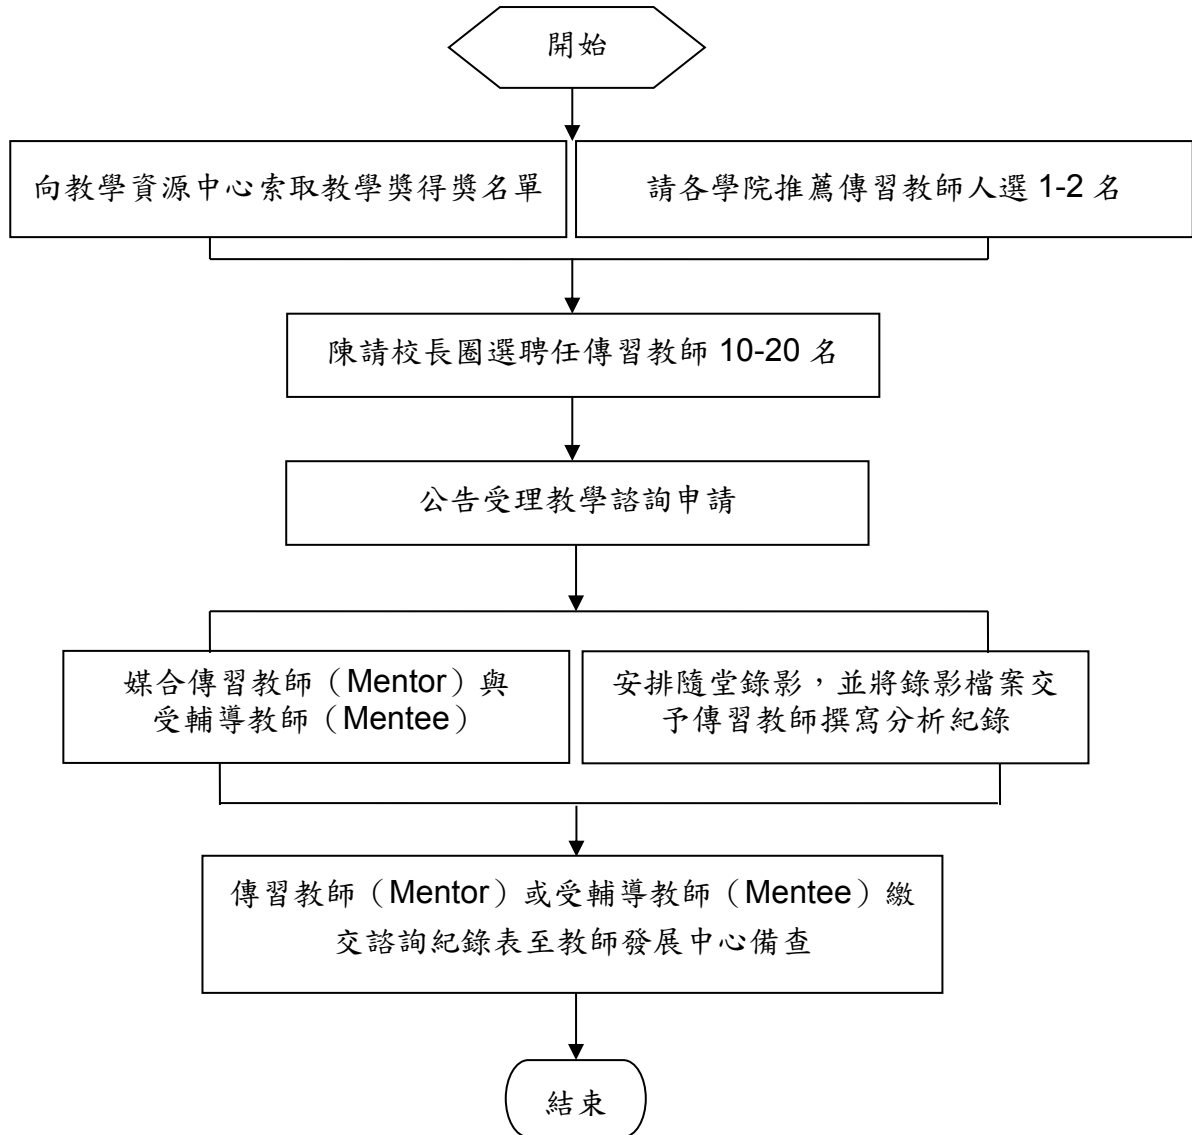 開始
向教學資源中心索取教學獎得獎名單
請各學院推薦傳習教師人選 1-2 名
陳請校長圈選聘任傳習教師 10-20 名
公告受理教學諮詢申請
媒合傳習教師（Mentor）與
受輔導教師（Mentee）
安排隨堂錄影，並將錄影檔案交
予傳習教師撰寫分析紀錄
傳習教師（Mentor）或受輔導教師（Mentee）繳
交諮詢紀錄表至教師發展中心備查
結束